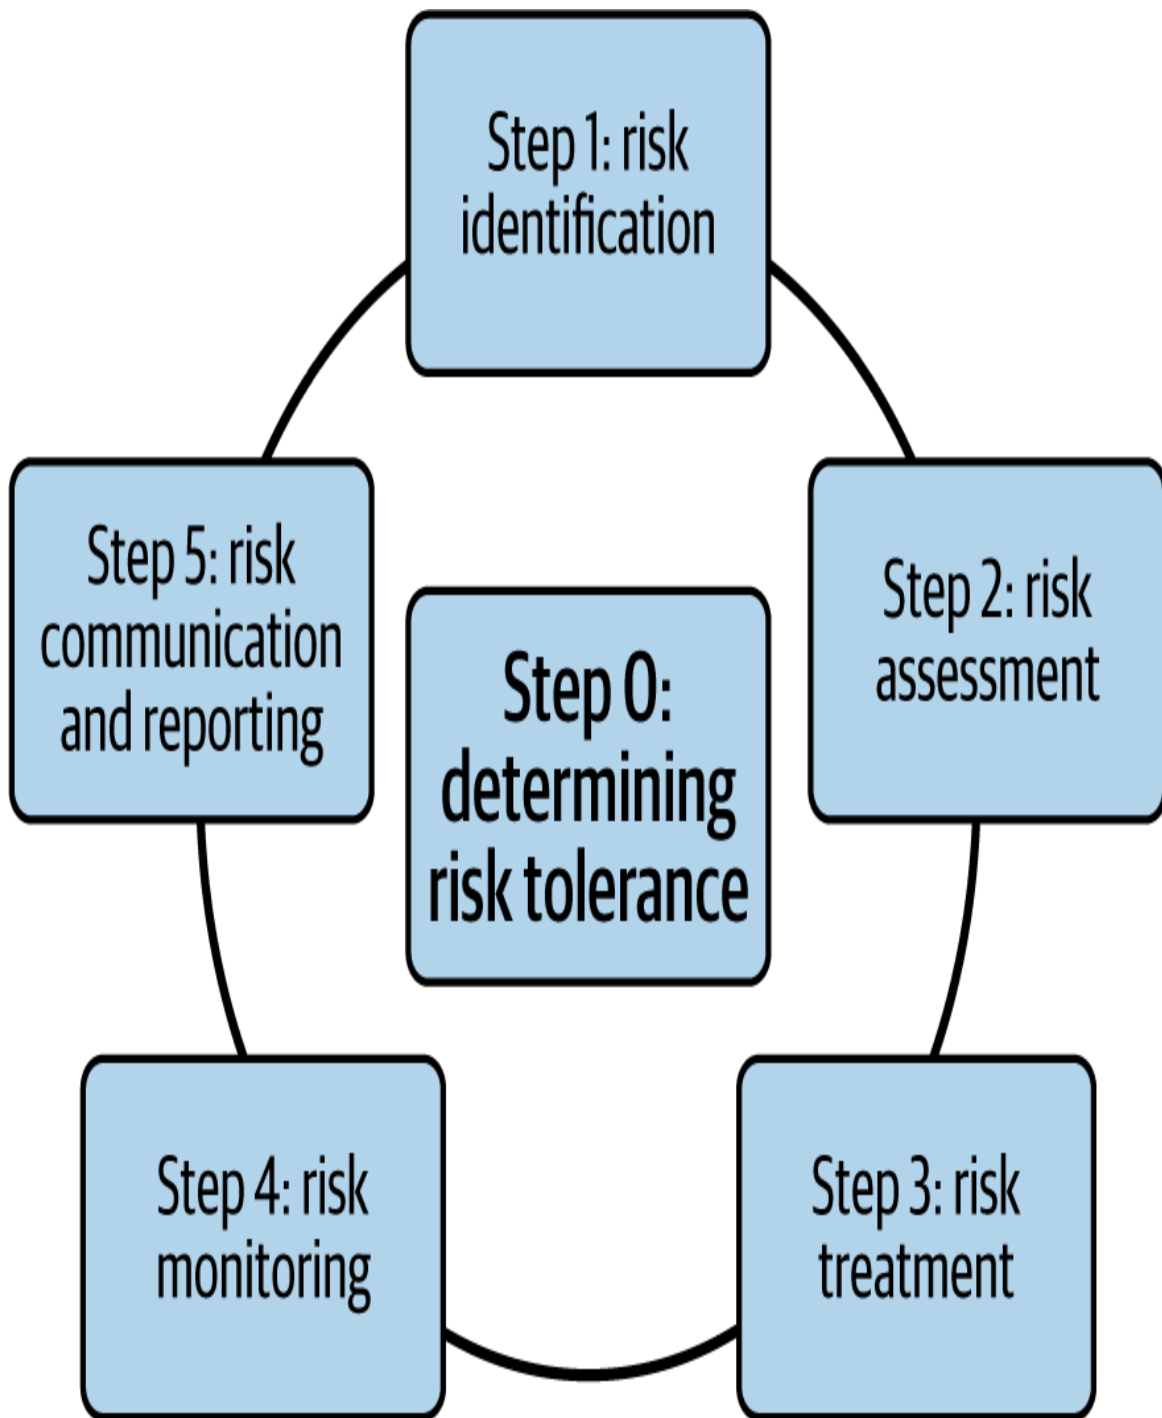 Step 1: risk
identification
Step 5: risk
communication
and reporting
Step 2: risk
assessment
Step 0:
determining
risk tolerance
Step 4: risk
monitoring
Step 3: risk
treatment